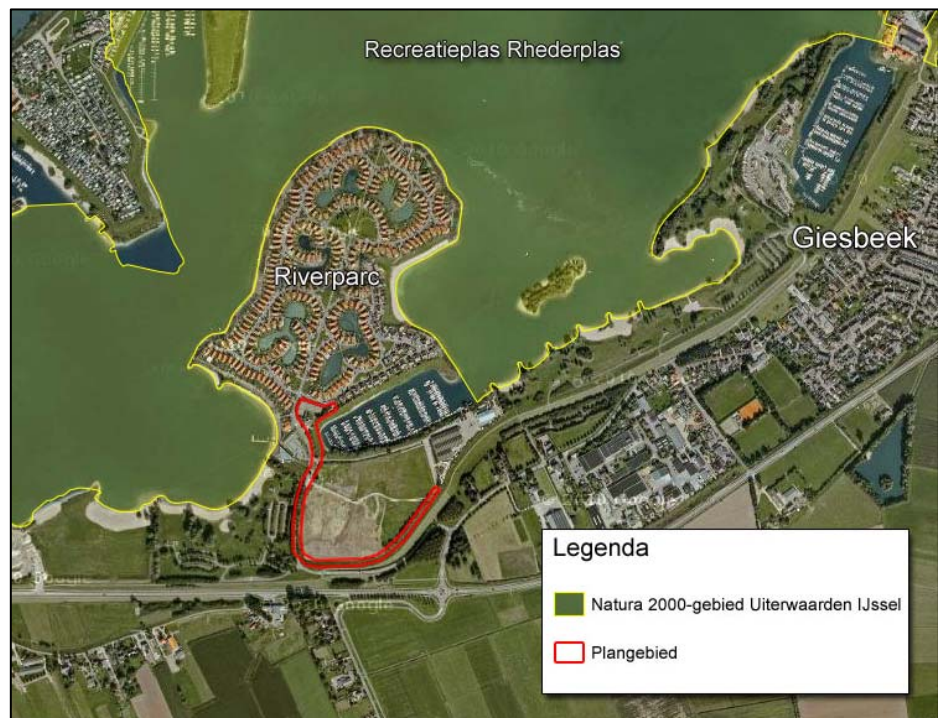 Recreatieplas Rhederplas
Giesbeek
Riverparc
Legenda
Natura 2000-gebied Uiterwaarden IJssel
Plangebied